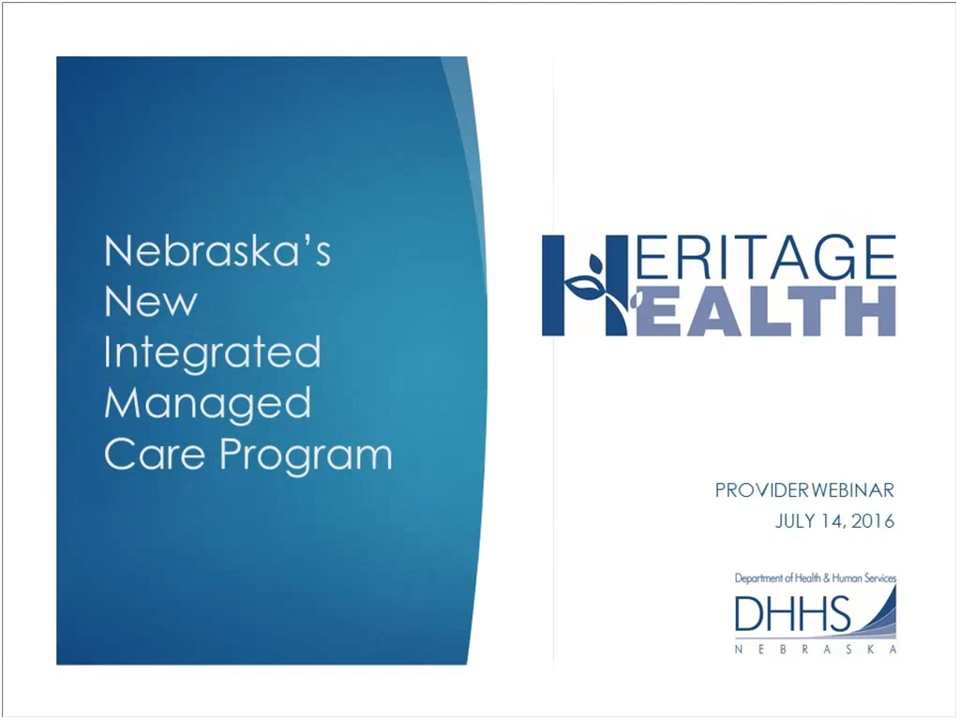 Nebraska's
New
Integrated
Managed
Care Program
HERITAGE
HEALTH
PROVIDER WEBINAR
JULY 14, 2016
Department of Health & Human Services
DHHS
NEBRASKA